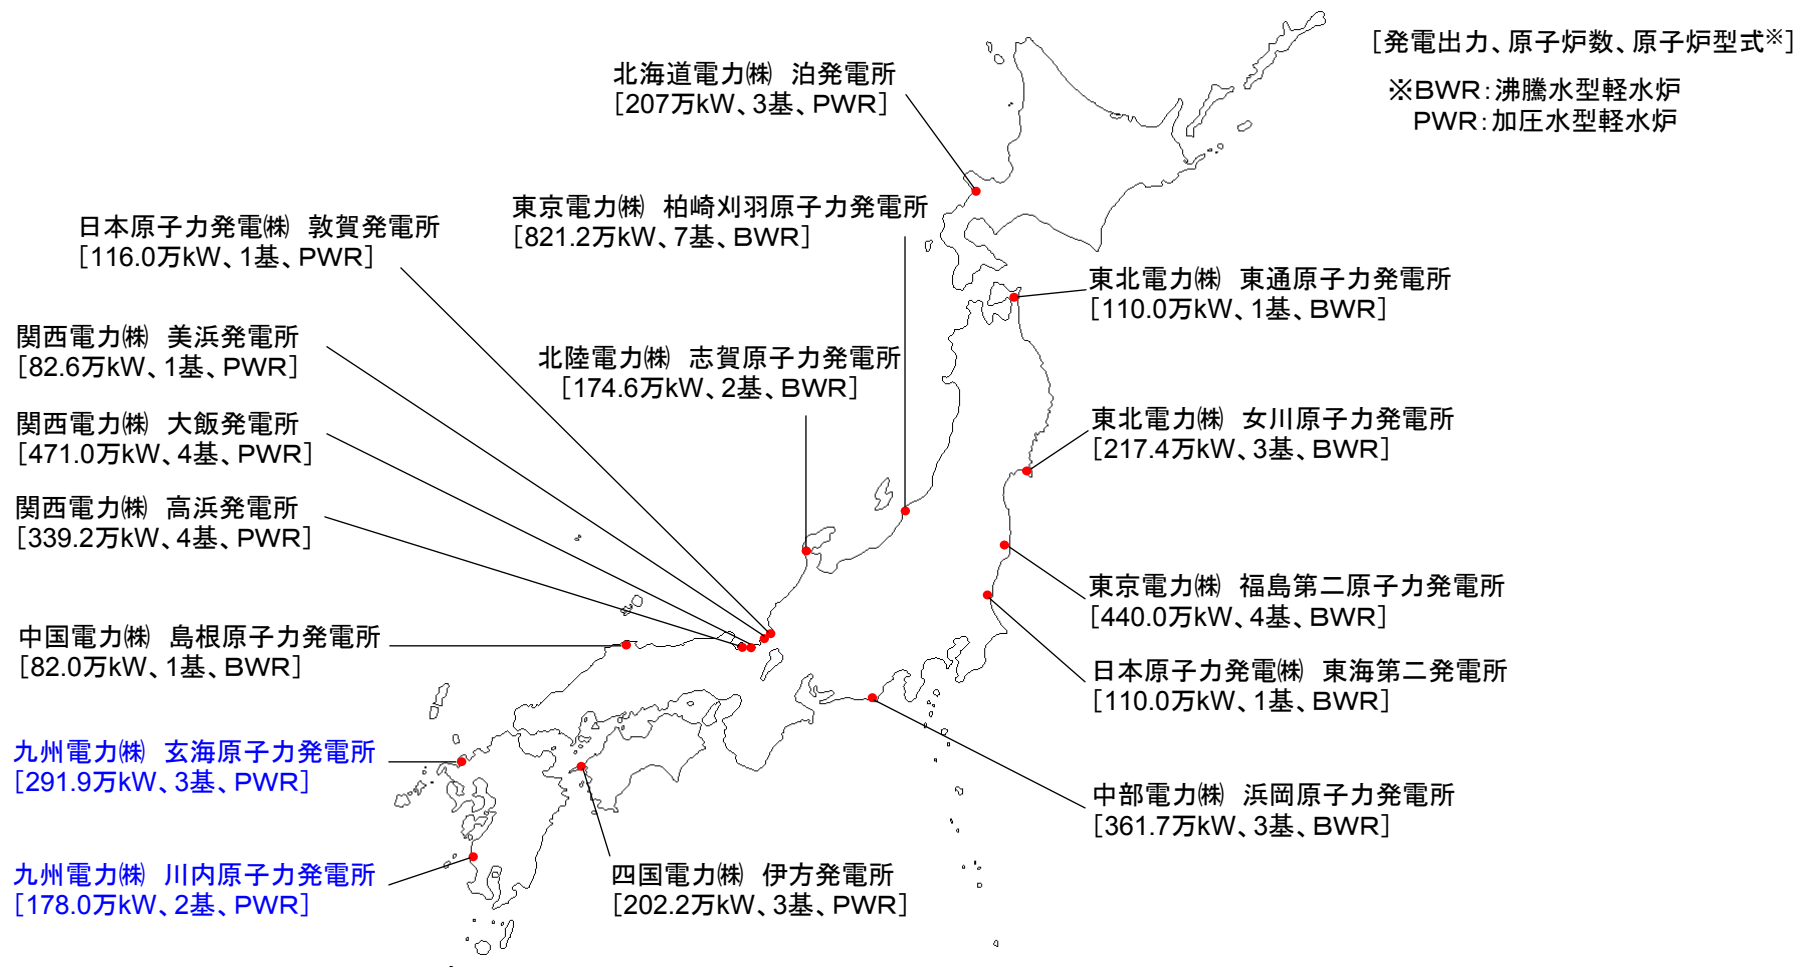 [発電出力、原子炉数、原子炉型式※]
※BWR:沸騰水型軽水炉
PWR:加圧水型軽水炉
北海道電力㈱ 泊発電所
[207万kW、3基、PWR]
東京電力㈱ 柏崎刈羽原子力発電所
[821.2万kW、7基、BWR]
日本原子力発電㈱ 敦賀発電所
[116.0万kW、1基、PWR]
東北電力㈱ 東通原子力発電所
[110.0万kW、1基、BWR]
関西電力㈱ 美浜発電所
[82.6万kW、1基、PWR]
北陸電力㈱ 志賀原子力発電所
[174.6万kW、2基、BWR]
関西電力㈱ 大飯発電所
[471.0万kW、4基、PWR]
東北電力㈱ 女川原子力発電所
[217.4万kW、3基、BWR]
関西電力㈱ 高浜発電所
[339.2万kW、4基、PWR]
東京電力㈱ 福島第二原子力発電所
[440.0万kW、4基、BWR]
中国電力㈱ 島根原子力発電所
[82.0万kW、1基、BWR]
日本原子力発電㈱ 東海第二発電所
[110.0万kW、1基、BWR]
九州電力㈱ 玄海原子力発電所
[291.9万kW、3基、PWR]
中部電力㈱ 浜岡原子力発電所
[361.7万kW、3基、BWR]
九州電力㈱ 川内原子力発電所
[178.0万kW、2基、PWR]
四国電力㈱ 伊方発電所
[202.2万kW、3基、PWR]